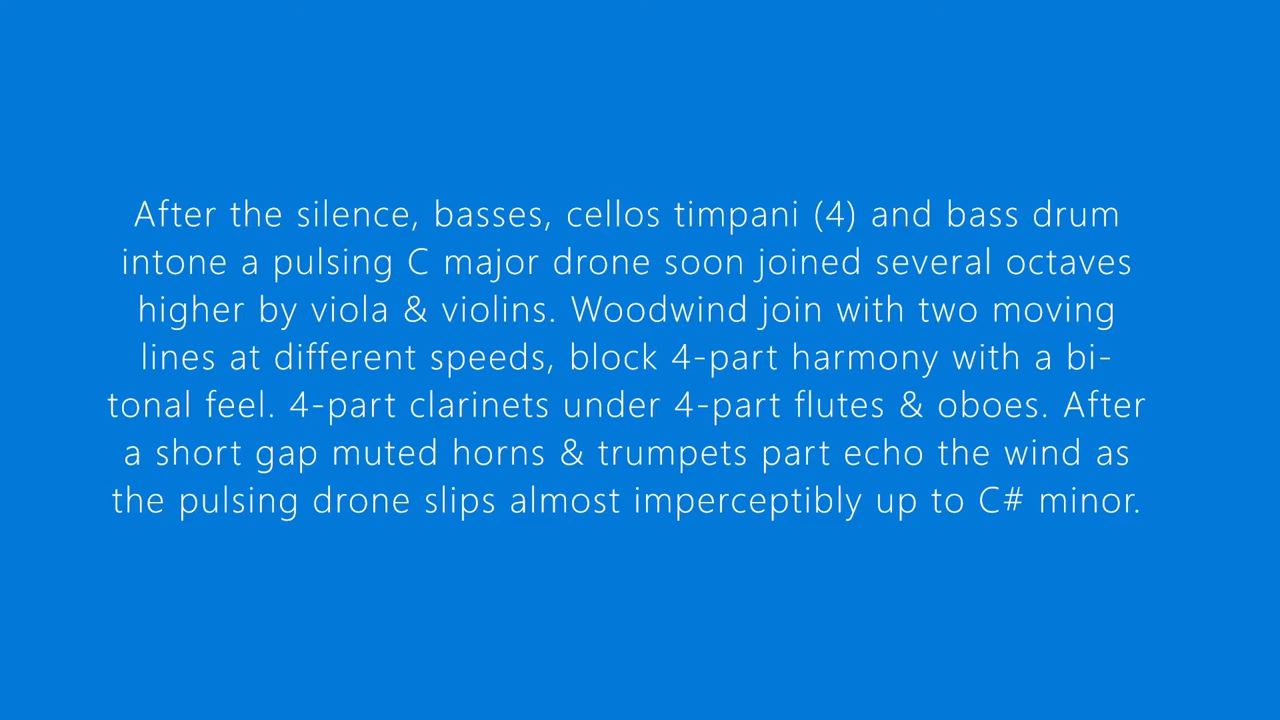 After the silence, basses, cellos timpani (4) and bass drum
intone a pulsing C major drone soon joined several octaves
higher by viola & violins. Woodwind join with two moving
lines at different speeds, block 4-part harmony with a bi-
tonal feel. 4-part clarinets under 4-part flutes & oboes. After
a short gap muted horns & trumpets part echo the wind as
the pulsing drone slips almost imperceptibly up to C# minor.